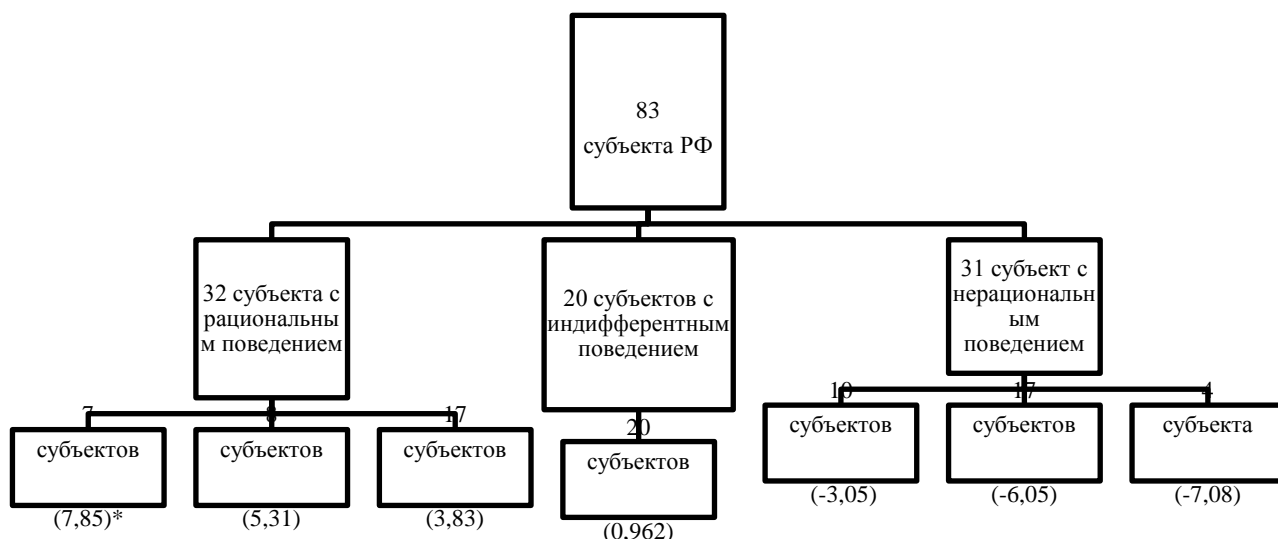 83
субъекта РФ
32 субъекта с
рациональны
м поведением
20 субъектов с
индифферентным
поведением
31 субъект с
нерациональн
ым
поведением
7
субъектов
(7,85)*
8
субъектов
(5,31)
17
субъектов
(3,83)
20
субъектов
(0,962)
10
субъектов
(-3,05)
17
субъектов
(-6,05)
4
субъекта
(-7,08)